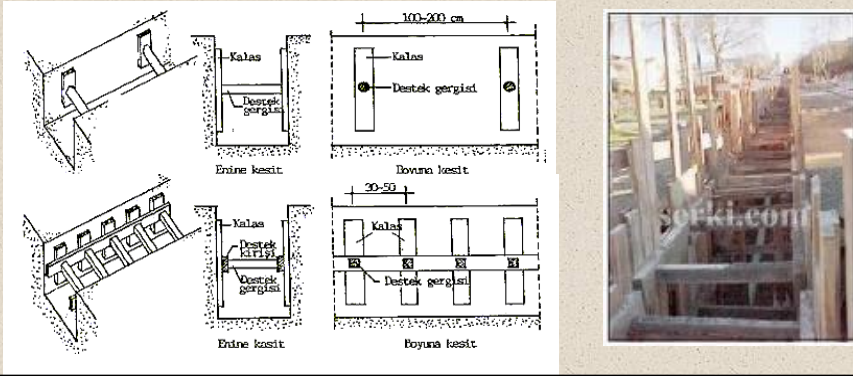 100-200 cm
Kalas
Kalas
Destek gergisi
Destek
gergisi
Enine kesit
Boyuna kesit
30-50
Kalas
Kalas
Destek
kirişi
Destek
gergisi
Destek gergisi
Enine kesit
Boyuna kesit
serki.com